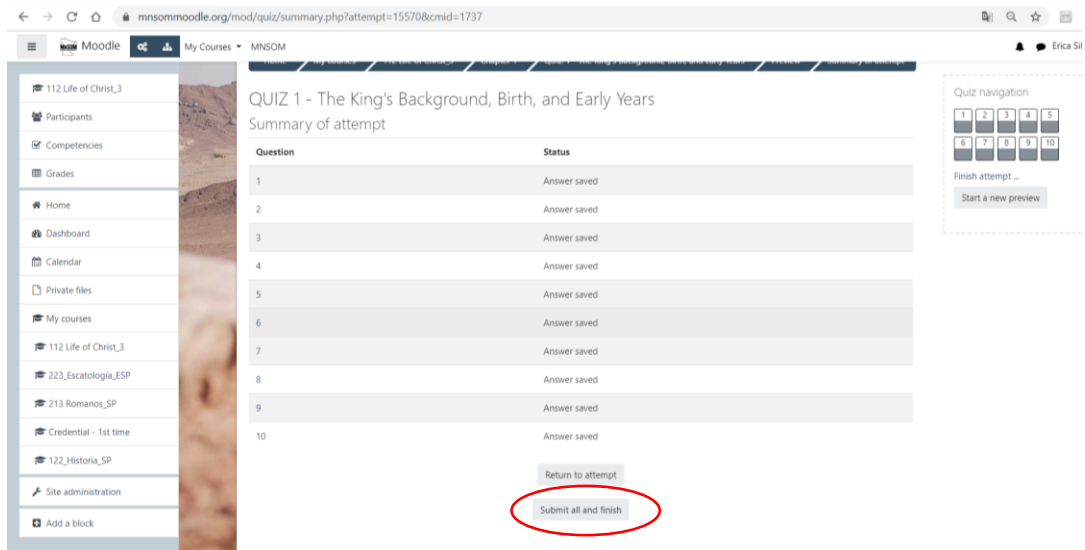 mnsommoodle.org/mod/quiz/summary.php?attempt=15570&cmid=1737
Moodle My Courses MNSOM Erica Sil
112 Life of Christ_3
Participants
Competencies
Grades
Home
Dashboard
Calendar
Private files
My courses
112 Life of Christ_3
223_Escatología_ESP
213 Romanos_SP
Credential - 1st time
122_Historia_SP
Site administration
Add a block
QUIZ 1 - The King's Background, Birth, and Early Years
Summary of attempt
Question Status
1 Answer saved
2 Answer saved
3 Answer saved
4 Answer saved
5 Answer saved
6 Answer saved
7 Answer saved
8 Answer saved
9 Answer saved
10 Answer saved
Return to attempt
Submit all and finish
Quiz navigation
1 2 3 4 5
6 7 8 9 10
Finish attempt ...
Start a new preview